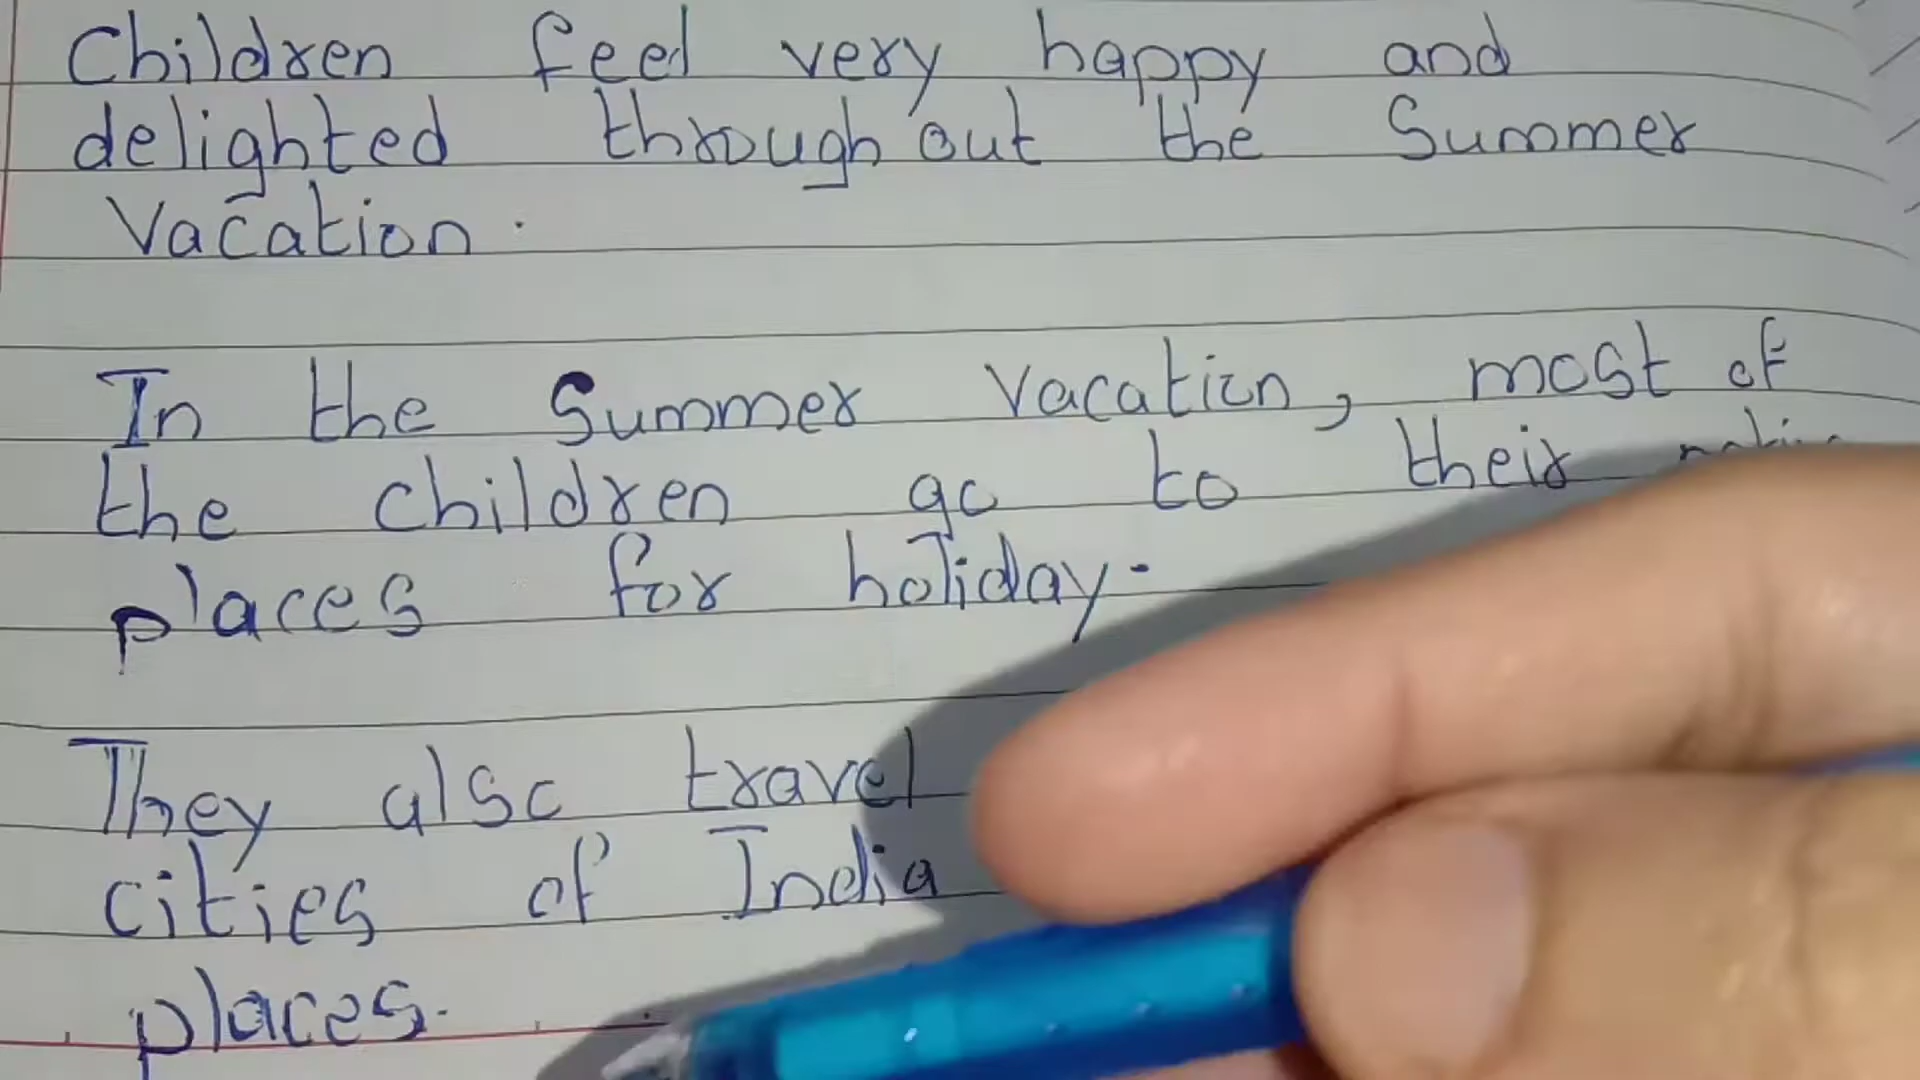 Children feel very happy and
delighted through out the Summer
Vacation.
In the Summer Vacation, most of
the children go to their
places for holiday.
They also travel
cities of India
places.